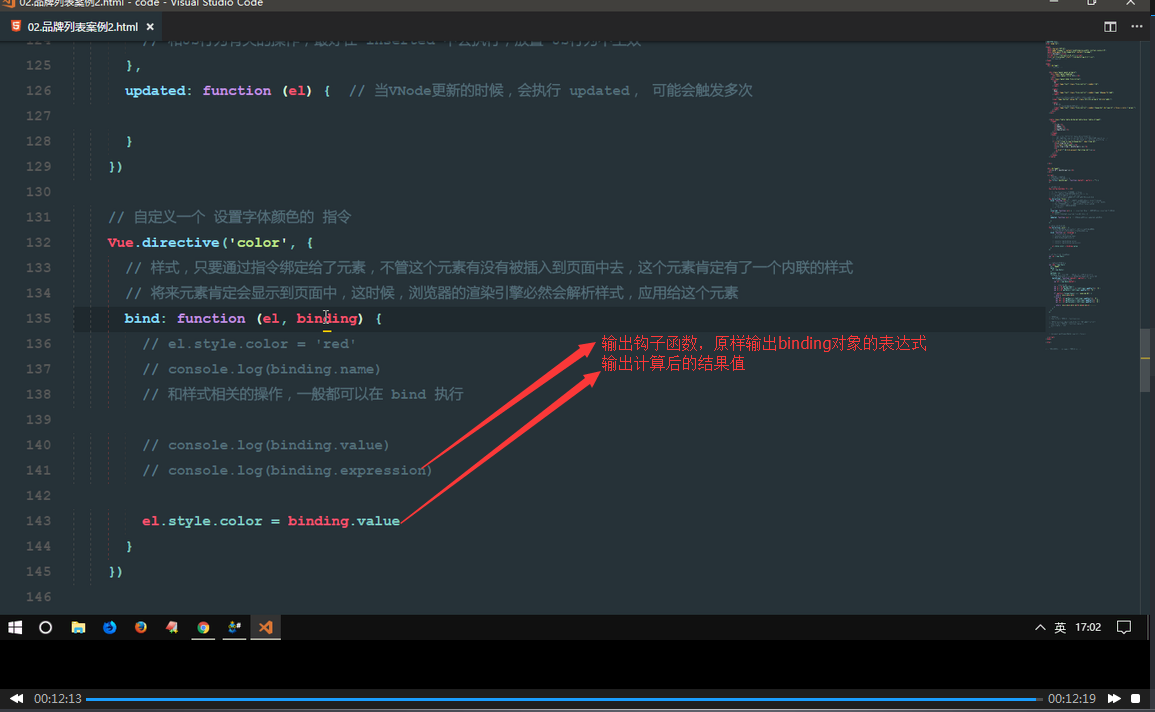 02.品牌列表案例2.html - code - Visual Studio Code
02.品牌列表案例2.html ×
125 },
126 updated: function (el) { // 当VNode更新的时候，会执行 updated， 可能会触发多次
127
128 }
129 })
130
131 // 自定义一个 设置字体颜色的 指令
132 Vue.directive('color', {
133 // 样式，只要通过指令绑定给了元素，不管这个元素有没有被插入到页面中去，这个元素肯定有了一个内联的样式
134 // 将来元素肯定会显示到页面中，这时候，浏览器的渲染引擎必然会解析样式，应用给这个元素
135 bind: function (el, binding) {
136 // el.style.color = 'red'
输出钩子函数，原样输出binding对象的表达式
137 // console.log(binding.name)
输出计算后的结果值
138 // 和样式相关的操作，一般都可以在 bind 执行
139
140 // console.log(binding.value)
141 // console.log(binding.expression)
142
143 el.style.color = binding.value
144 }
145 })
146
英 17:02
00:12:13 00:12:19